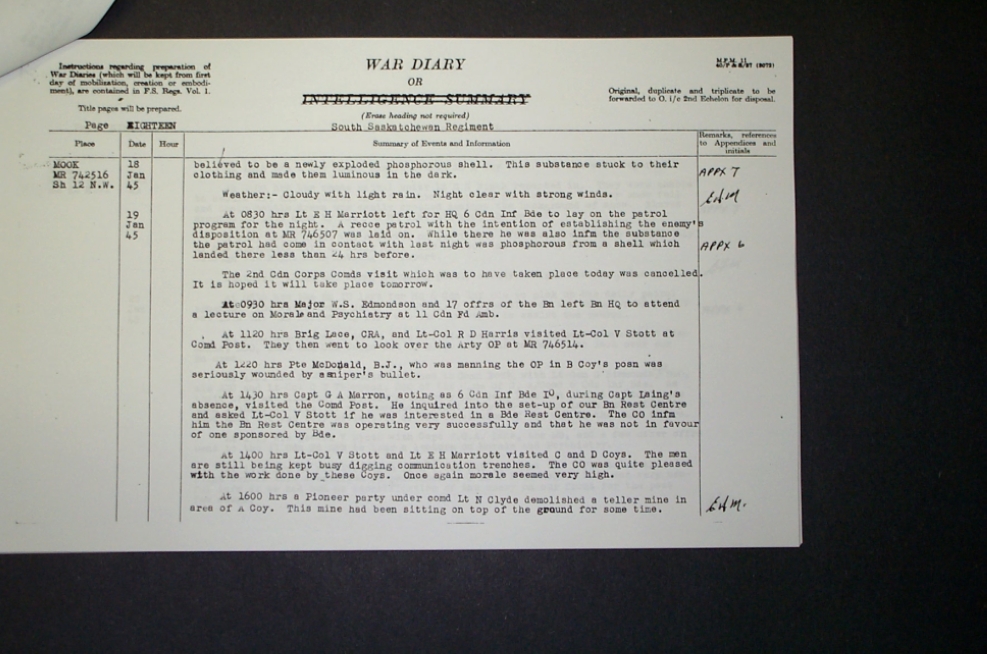 Instructions regarding preparation of
War Diaries (which will be kept from first
day of mobilization, creation or embodi-
ment), are contained in F.S. Regs. Vol. 1.
Title pages will be prepared.
WAR DIARY
OR
INTELLIGENCE SUMMARY
(Erase heading not required)
Original, duplicate and triplicate to be
forwarded to O. i/c 2nd Echelon for disposal.
Page EIGHTEEN
South Saskatchewan Regiment
Place Date Hour Summary of Events and Information
Remarks, references
to Appendices and
initials
MOOK
MR 742516
Sh 12 N.W.
18
Jan
45
believed to be a newly exploded phosphorous shell. This substance stuck to their
clothing and made them luminous in the dark.
APPX 7
Weather:- Cloudy with light rain. Night clear with strong winds.
EHM
19
Jan
45
At 0830 hrs Lt E H Marriott left for HQ 6 Cdn Inf Bde to lay on the patrol
program for the night. A recce patrol with the intention of establishing the enemy's
disposition at MR 746507 was laid on. While there he was also infm the substance
the patrol had come in contact with last night was phosphorous from a shell which
landed there less than 24 hrs before.
APPX 6
The 2nd Cdn Corps Comds visit which was to have taken place today was cancelled.
It is hoped it will take place tomorrow.
At 0930 hrs Major W.S. Edmondson and 17 offrs of the Bn left Bn HQ to attend
a lecture on Morale and Psychiatry at 11 Cdn Fd Amb.
At 1120 hrs Brig Lace, CRA, and Lt-Col R D Harris visited Lt-Col V Stott at
Comd Post. They then went to look over the Arty OP at MR 746514.
At 1220 hrs Pte McDonald, B.J., who was manning the OP in B Coy's posn was
seriously wounded by a sniper's bullet.
At 1430 hrs Capt G A Marron, acting as 6 Cdn Inf Bde IO, during Capt Laing's
absence, visited the Comd Post. He inquired into the set-up of our Bn Rest Centre
and asked Lt-Col V Stott if he was interested in a Bde Rest Centre. The CO infm
him the Bn Rest Centre was operating very successfully and that he was not in favour
of one sponsored by Bde.
At 1400 hrs Lt-Col V Stott and Lt E H Marriott visited C and D Coys. The men
are still being kept busy digging communication trenches. The CO was quite pleased
with the work done by these Coys. Once again morale seemed very high.
At 1600 hrs a Pioneer party under comd Lt N Clyde demolished a teller mine in
area of A Coy. This mine had been sitting on top of the ground for some time.
EHM.